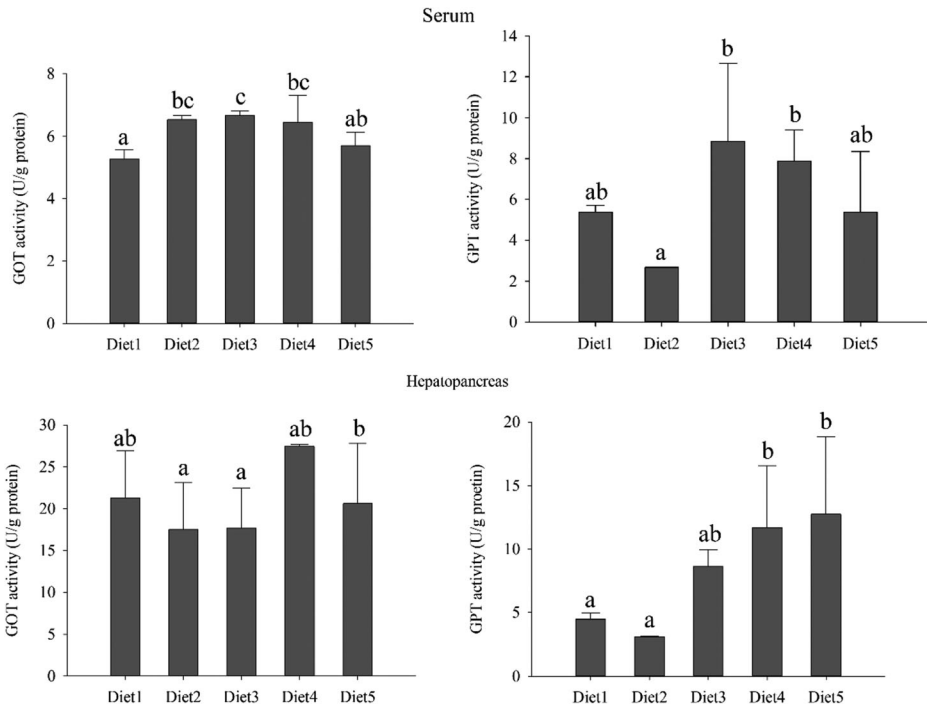 Serum
GOT activity (U/g protein)
8
6
4
2
0
a
bc
c
bc
ab
Diet1 Diet2 Diet3 Diet4 Diet5
GPT activity (U/g protein)
14
12
10
8
6
4
2
0
ab
a
b
b
ab
Diet1 Diet2 Diet3 Diet4 Diet5
Hepatopancreas
GOT activity (U/g protein)
30
25
20
15
10
5
0
ab
a
a
ab
b
Diet1 Diet2 Diet3 Diet4 Diet5
GPT activity (U/g proetin)
20
15
10
5
0
a
a
ab
b
b
Diet1 Diet2 Diet3 Diet4 Diet5